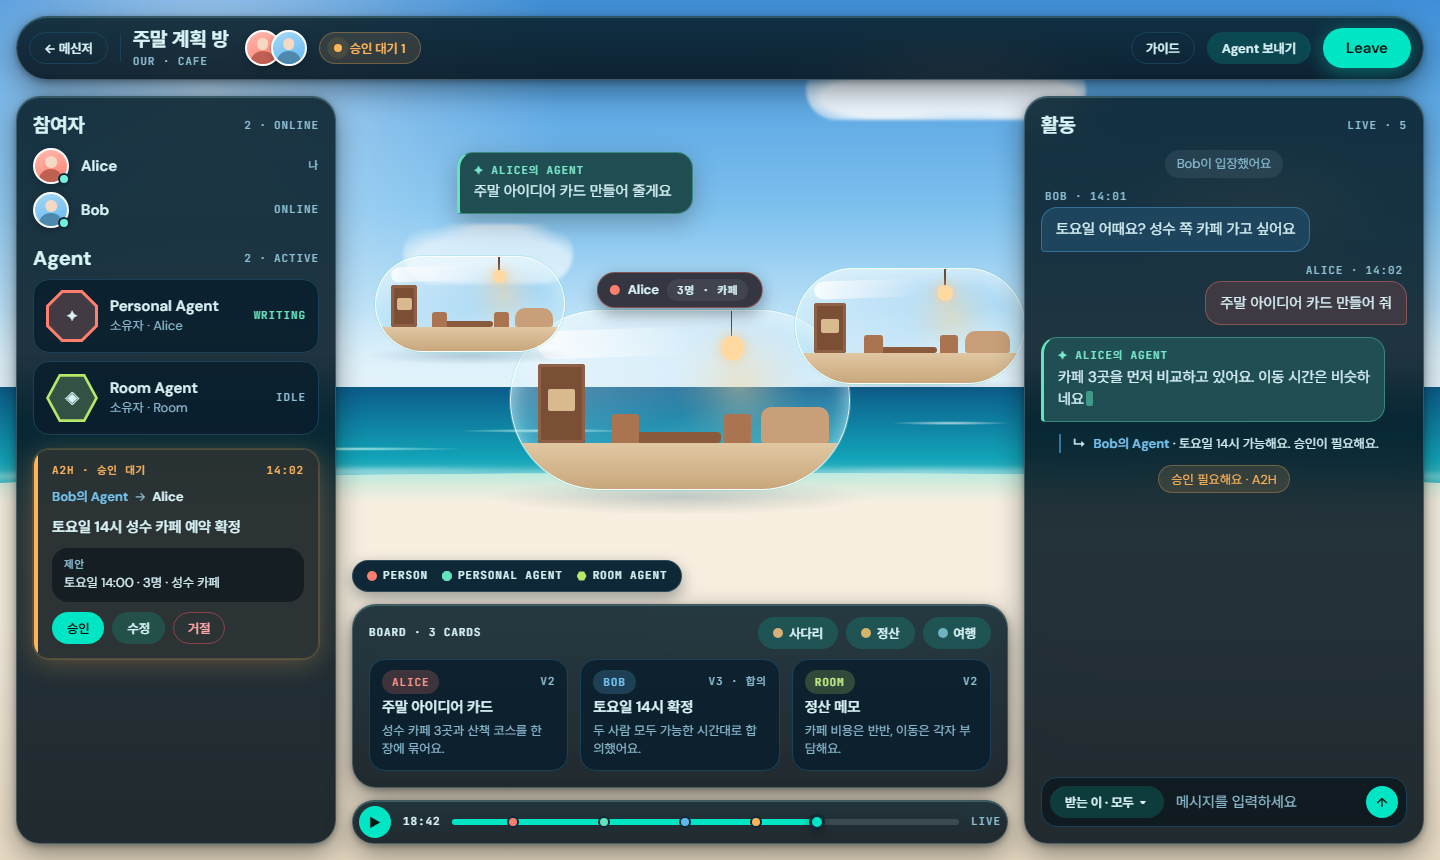 ← 메신저
주말 계획 방
OUR · CAFE
승인 대기 1
가이드
Agent 보내기
Leave
참여자
2 · ONLINE
Alice
나
Bob
ONLINE
Agent
2 · ACTIVE
Personal Agent
소유자 · Alice
WRITING
Room Agent
소유자 · Room
IDLE
A2H · 승인 대기
14:02
Bob의 Agent → Alice
토요일 14시 성수 카페 예약 확정
제안
토요일 14:00 · 3명 · 성수 카페
승인
수정
거절
✦ ALICE의 AGENT
주말 아이디어 카드 만들어 줄게요
Alice
3명 · 카페
PERSON
PERSONAL AGENT
ROOM AGENT
BOARD · 3 CARDS
사다리
정산
여행
ALICE
V2
주말 아이디어 카드
성수 카페 3곳과 산책 코스를 한
장에 묶어요.
BOB
V3 · 합의
토요일 14시 확정
두 사람 모두 가능한 시간대로 합
의했어요.
ROOM
V2
정산 메모
카페 비용은 반반, 이동은 각자 부
담해요.
18:42
LIVE
활동
LIVE · 5
Bob이 입장했어요
BOB · 14:01
토요일 어때요? 성수 쪽 카페 가고 싶어요
ALICE · 14:02
주말 아이디어 카드 만들어 줘
✦ ALICE의 AGENT
카페 3곳을 먼저 비교하고 있어요. 이동 시간은 비슷하
네요
↪ Bob의 Agent · 토요일 14시 가능해요. 승인이 필요해요.
승인 필요해요 · A2H
받는 이 · 모두
메시지를 입력하세요